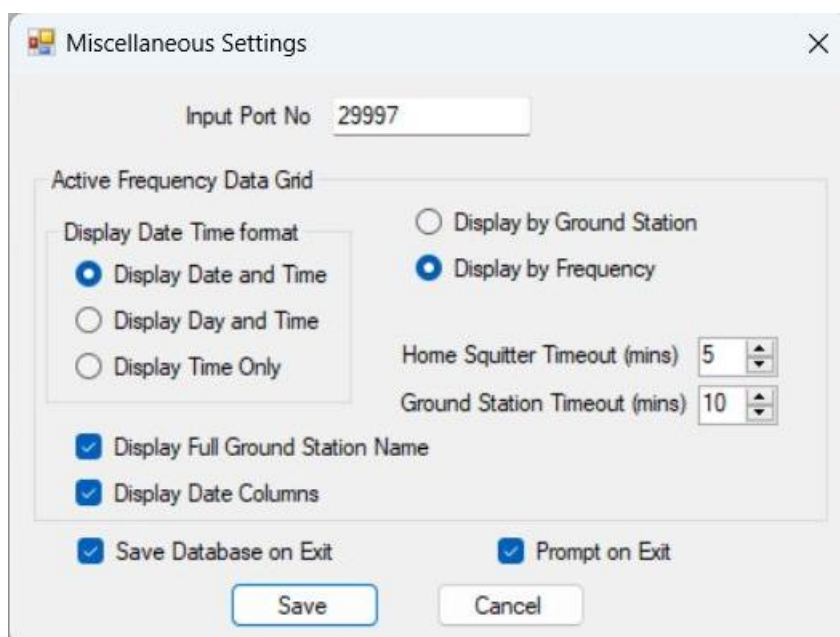 Miscellaneous Settings
Input Port No 29997
Active Frequency Data Grid
Display Date Time format
Display Date and Time
Display Day and Time
Display Time Only
Display by Ground Station
Display by Frequency
Home Squitter Timeout (mins) 5
Ground Station Timeout (mins) 10
Display Full Ground Station Name
Display Date Columns
Save Database on Exit
Prompt on Exit
Save
Cancel